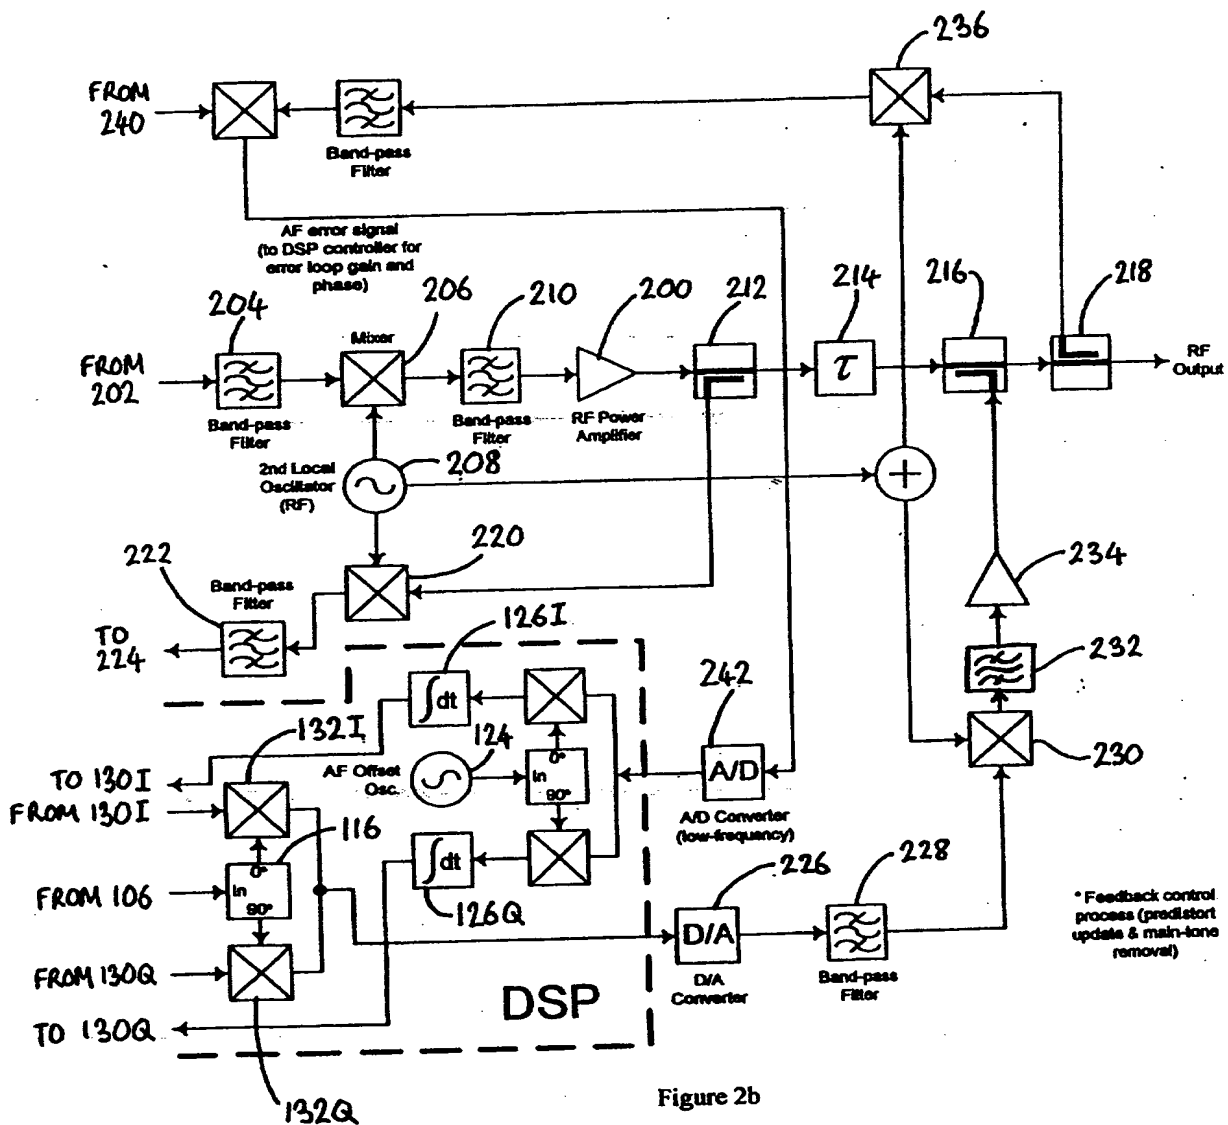 236
FROM
240
Band-pass
Filter
AF error signal
(to DSP controller for
error loop gain and
phase)
204
206
210
200
212
214
216
218
Mixer
τ
FROM
202
RF
Output
Band-pass
Filter
Band-pass
Filter
RF Power
Amplifier
2nd Local
Oscillator
(RF)
208
+
222
220
234
Band-pass
Filter
TO
224
126I
232
∫dt
242
132I
124
0°
In
90°
230
AF Offset
Osc.
A/D
TO 130I
FROM 130I
A/D Converter
(low-frequency)
116
∫dt
226
228
0°
In
90°
FROM 106
126Q
* Feedback control
process (predistort
update & main-tone
removal)
D/A
FROM 130Q
D/A
Converter
Band-pass
Filter
DSP
TO 130Q
132Q
Figure 2b